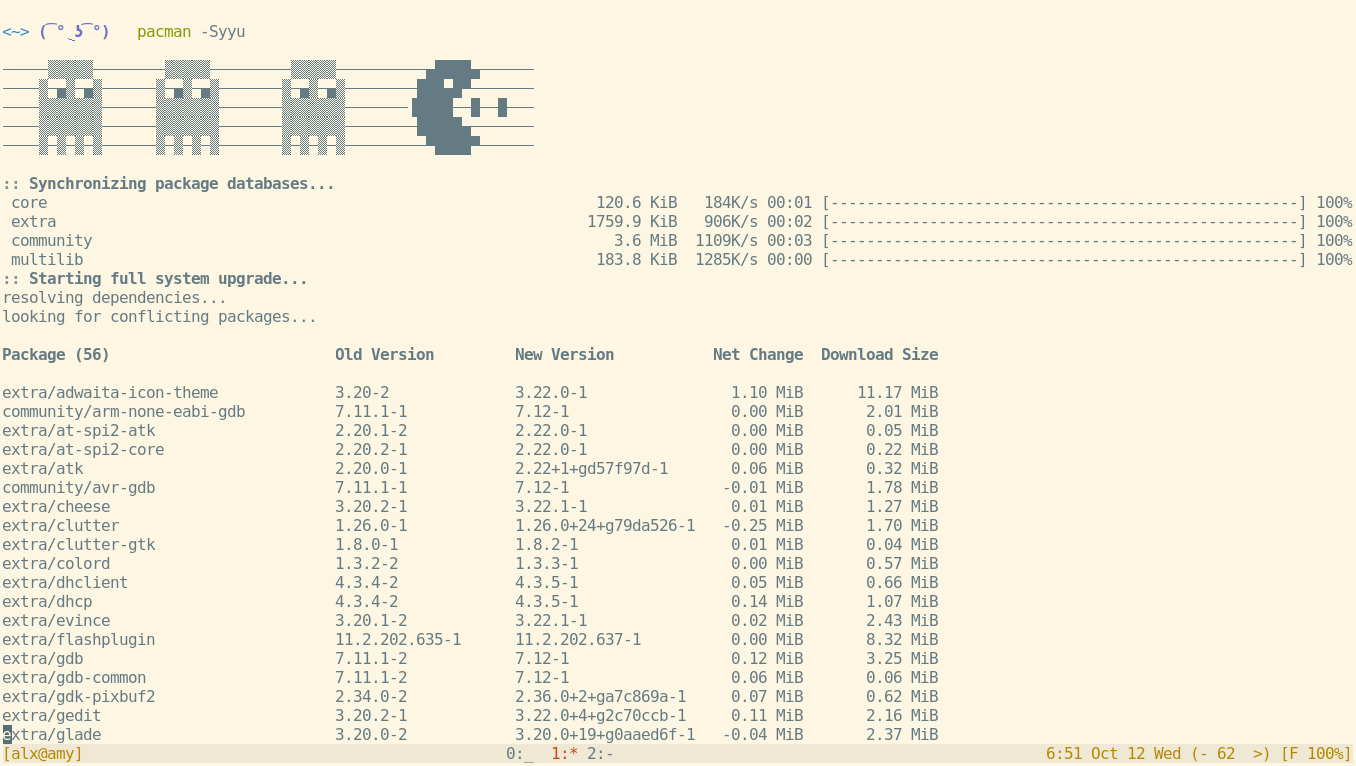 <~> ( ͡° ͜ʖ ͡°)   pacman -Syyu
:: Synchronizing package databases...
 core 120.6 KiB 184K/s 00:01 [----------------------------------------------------] 100%
 extra 1759.9 KiB 906K/s 00:02 [----------------------------------------------------] 100%
 community 3.6 MiB 1109K/s 00:03 [----------------------------------------------------] 100%
 multilib 183.8 KiB 1285K/s 00:00 [----------------------------------------------------] 100%
:: Starting full system upgrade...
resolving dependencies...
looking for conflicting packages...
Package (56) Old Version New Version Net Change Download Size
extra/adwaita-icon-theme 3.20-2 3.22.0-1 1.10 MiB 11.17 MiB
community/arm-none-eabi-gdb 7.11.1-1 7.12-1 0.00 MiB 2.01 MiB
extra/at-spi2-atk 2.20.1-2 2.22.0-1 0.00 MiB 0.05 MiB
extra/at-spi2-core 2.20.2-1 2.22.0-1 0.00 MiB 0.22 MiB
extra/atk 2.20.0-1 2.22+1+gd57f97d-1 0.06 MiB 0.32 MiB
community/avr-gdb 7.11.1-1 7.12-1 -0.01 MiB 1.78 MiB
extra/cheese 3.20.2-1 3.22.1-1 0.01 MiB 1.27 MiB
extra/clutter 1.26.0-1 1.26.0+24+g79da526-1 -0.25 MiB 1.70 MiB
extra/clutter-gtk 1.8.0-1 1.8.2-1 0.01 MiB 0.04 MiB
extra/colord 1.3.2-2 1.3.3-1 0.00 MiB 0.57 MiB
extra/dhclient 4.3.4-2 4.3.5-1 0.05 MiB 0.66 MiB
extra/dhcp 4.3.4-2 4.3.5-1 0.14 MiB 1.07 MiB
extra/evince 3.20.1-2 3.22.1-1 0.02 MiB 2.43 MiB
extra/flashplugin 11.2.202.635-1 11.2.202.637-1 0.00 MiB 8.32 MiB
extra/gdb 7.11.1-2 7.12-1 0.12 MiB 3.25 MiB
extra/gdb-common 7.11.1-2 7.12-1 0.06 MiB 0.06 MiB
extra/gdk-pixbuf2 2.34.0-2 2.36.0+2+ga7c869a-1 0.07 MiB 0.62 MiB
extra/gedit 3.20.2-1 3.22.0+4+g2c70ccb-1 0.11 MiB 2.16 MiB
extra/glade 3.20.0-2 3.20.0+19+g0aaed6f-1 -0.04 MiB 2.37 MiB
[alx@amy] 0:_ 1:* 2:- 6:51 Oct 12 Wed (- 62  >) [F 100%]